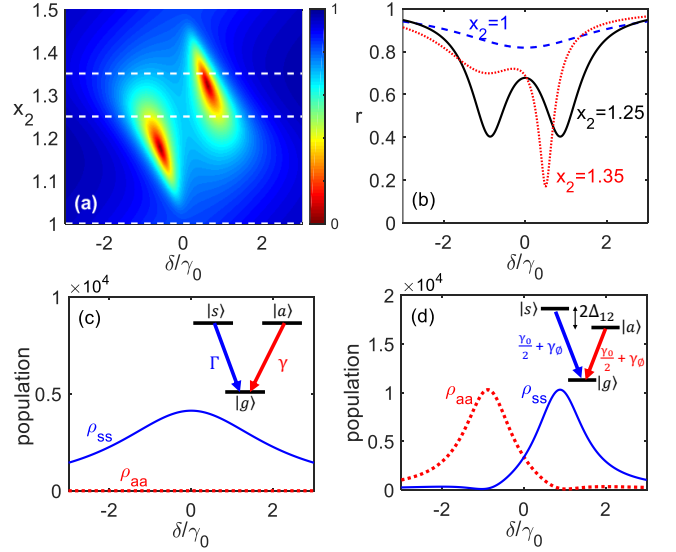 1.5
1.4
1.3
1.2
1.1
1
x2
(a)
-2 0 2
δ/γ0
1
0
1
0.8
0.6
0.4
0.2
0
r
(b)
x2=1
x2=1.25
x2=1.35
-2 0 2
δ/γ0
1 ×10^4
0.5
0
population
(c)
|s⟩ |a⟩
Γ γ
|g⟩
ρss
ρaa
-2 0 2
δ/γ0
2 ×10^4
1.5
1
0.5
0
population
(d)
|s⟩
2Δ12
|a⟩
γ0/2 + γ∅
γ0/2 + γ∅
|g⟩
ρaa
ρss
-2 0 2
δ/γ0